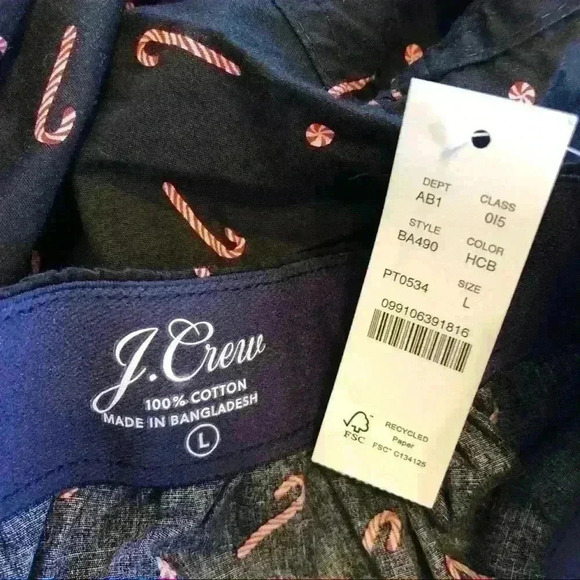 J.Crew
100% COTTON
MADE IN BANGLADESH
L
DEPT CLASS
AB1 0I5
STYLE COLOR
BA490 HCB
PT0534 SIZE
L
099106391816
FSC
RECYCLED
Paper
FSC® C134125